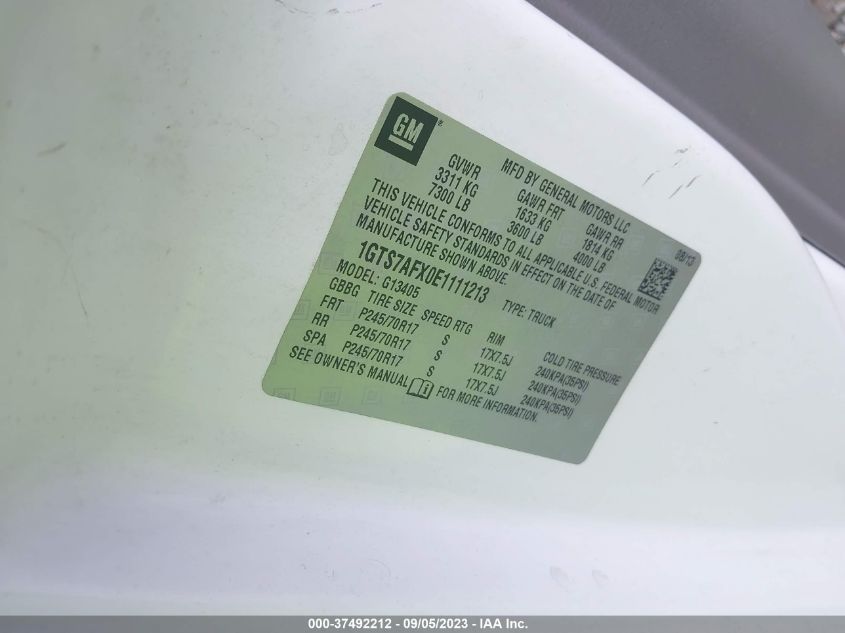 GM®
MFD BY GENERAL MOTORS LLC 08/13
GVWR GAWR FRT GAWR RR
3311 KG 1633 KG 1814 KG
7300 LB 3600 LB 4000 LB
THIS VEHICLE CONFORMS TO ALL APPLICABLE U.S. FEDERAL MOTOR
VEHICLE SAFETY STANDARDS IN EFFECT ON THE DATE OF
MANUFACTURE SHOWN ABOVE.
1GTS7AFX0E1111213 TYPE: TRUCK
MODEL: G13405
GBBG TIRE SIZE SPEED RTG RIM COLD TIRE PRESSURE
FRT P245/70R17 S 17X7.5J 240KPA(35PSI)
RR P245/70R17 S 17X7.5J 240KPA(35PSI)
SPA P245/70R17 S 17X7.5J 240KPA(35PSI)
SEE OWNER'S MANUAL FOR MORE INFORMATION.
000-37492212 - 09/05/2023 - IAA Inc.